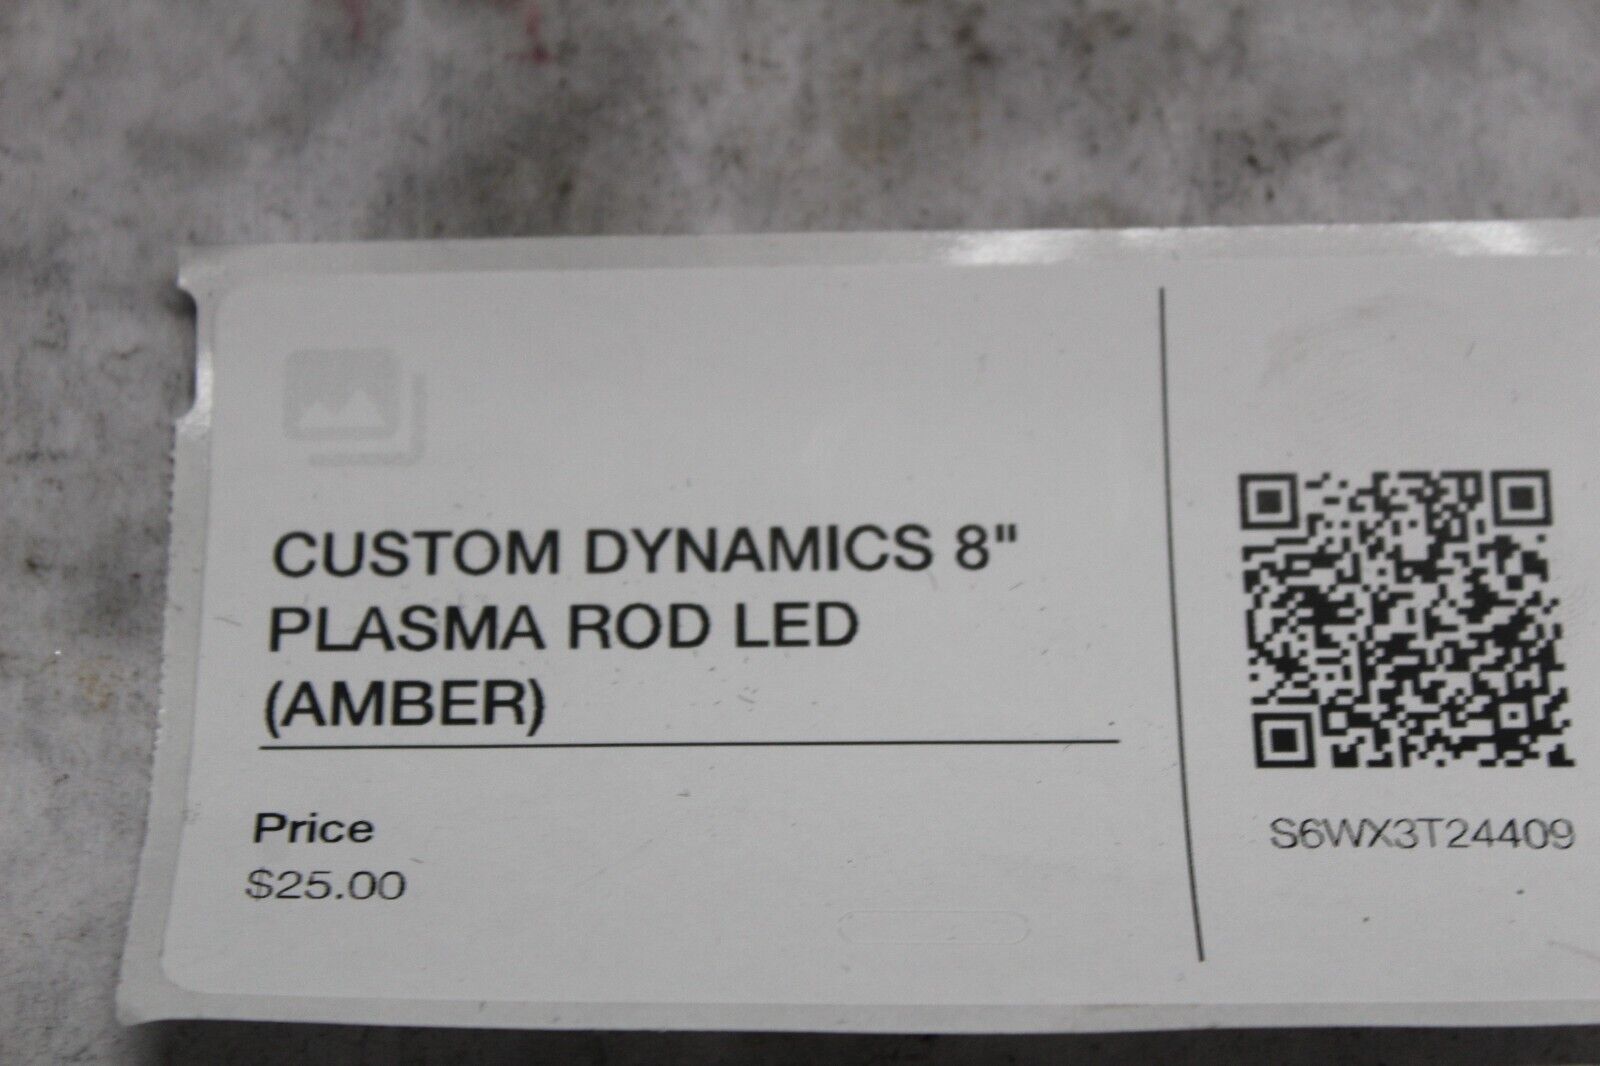 CUSTOM DYNAMICS 8"
PLASMA ROD LED
(AMBER)
Price
$25.00
S6WX3T24409